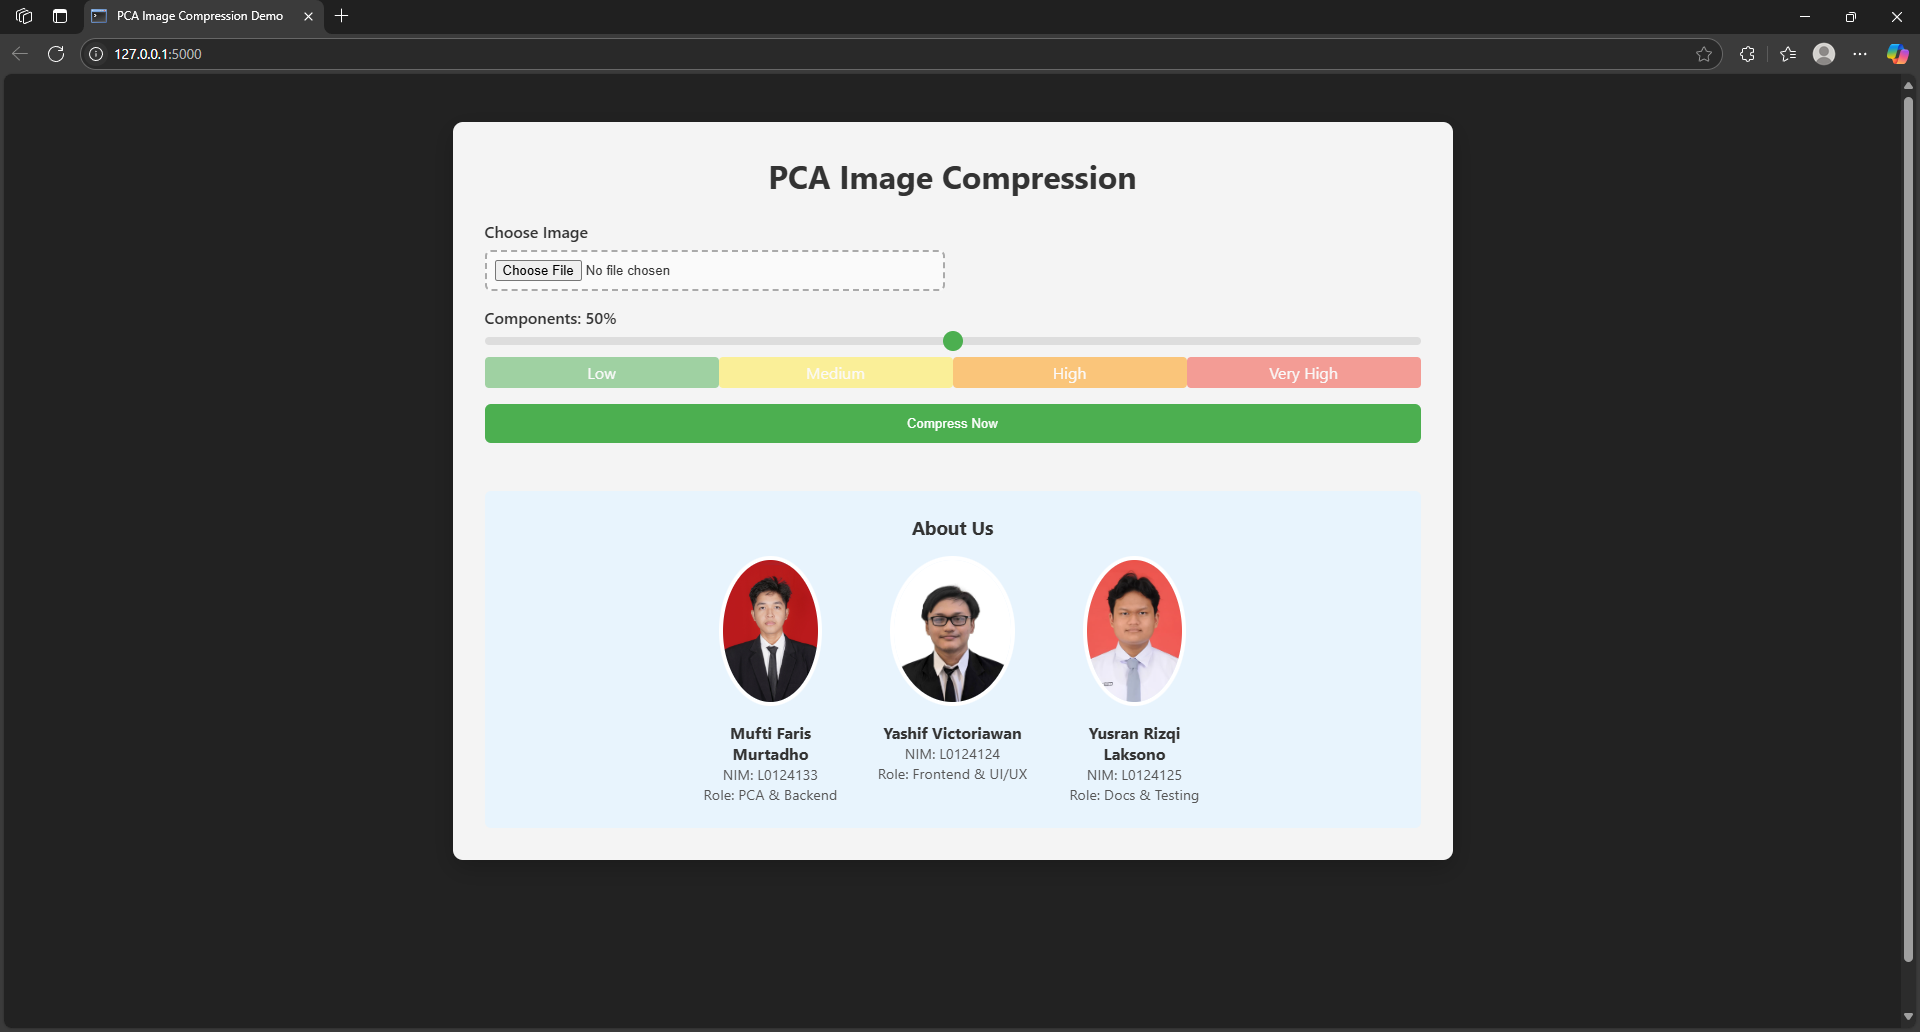 PCA Image Compression Demo
127.0.0.1:5000
PCA Image Compression
Choose Image
Choose File No file chosen
Components: 50%
Low Medium High Very High
Compress Now
About Us
Mufti Faris
Murtadho
NIM: L0124133
Role: PCA & Backend
Yashif Victoriawan
NIM: L0124124
Role: Frontend & UI/UX
Yusran Rizqi
Laksono
NIM: L0124125
Role: Docs & Testing